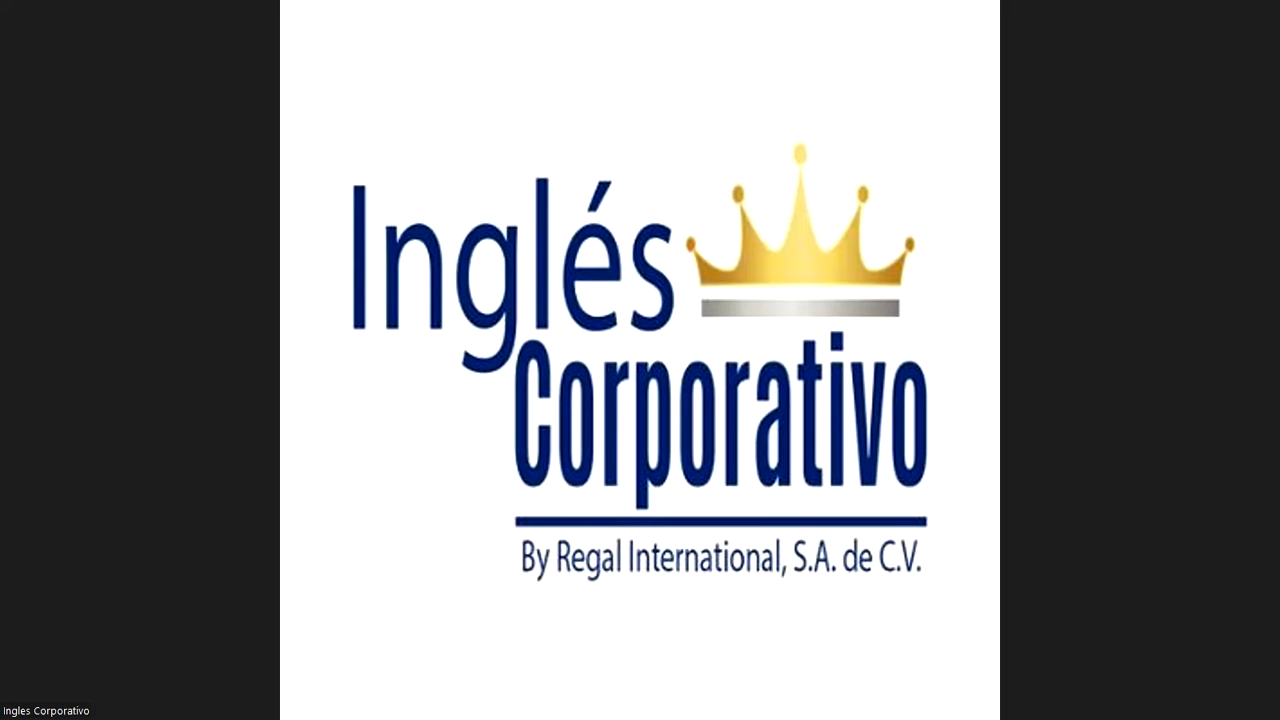 Inglés
Corporativo
By Regal International, S.A. de C.V.
Ingles Corporativo